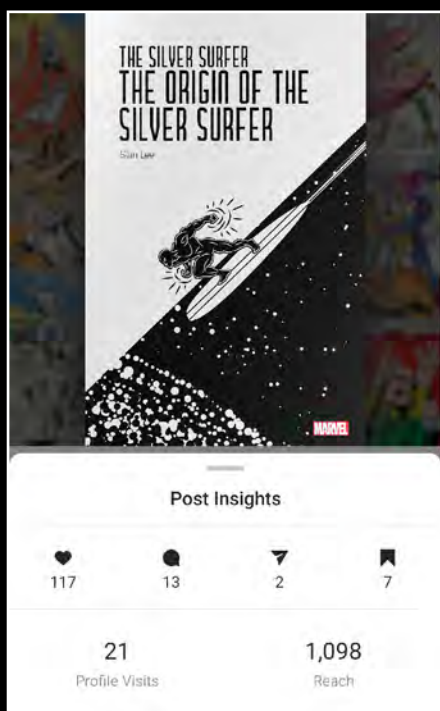 THE SILVER SURFER
THE ORIGIN OF THE
SILVER SURFER
Stan Lee
MARVEL
Post Insights
117 13 2 7
21 1,098
Profile Visits Reach